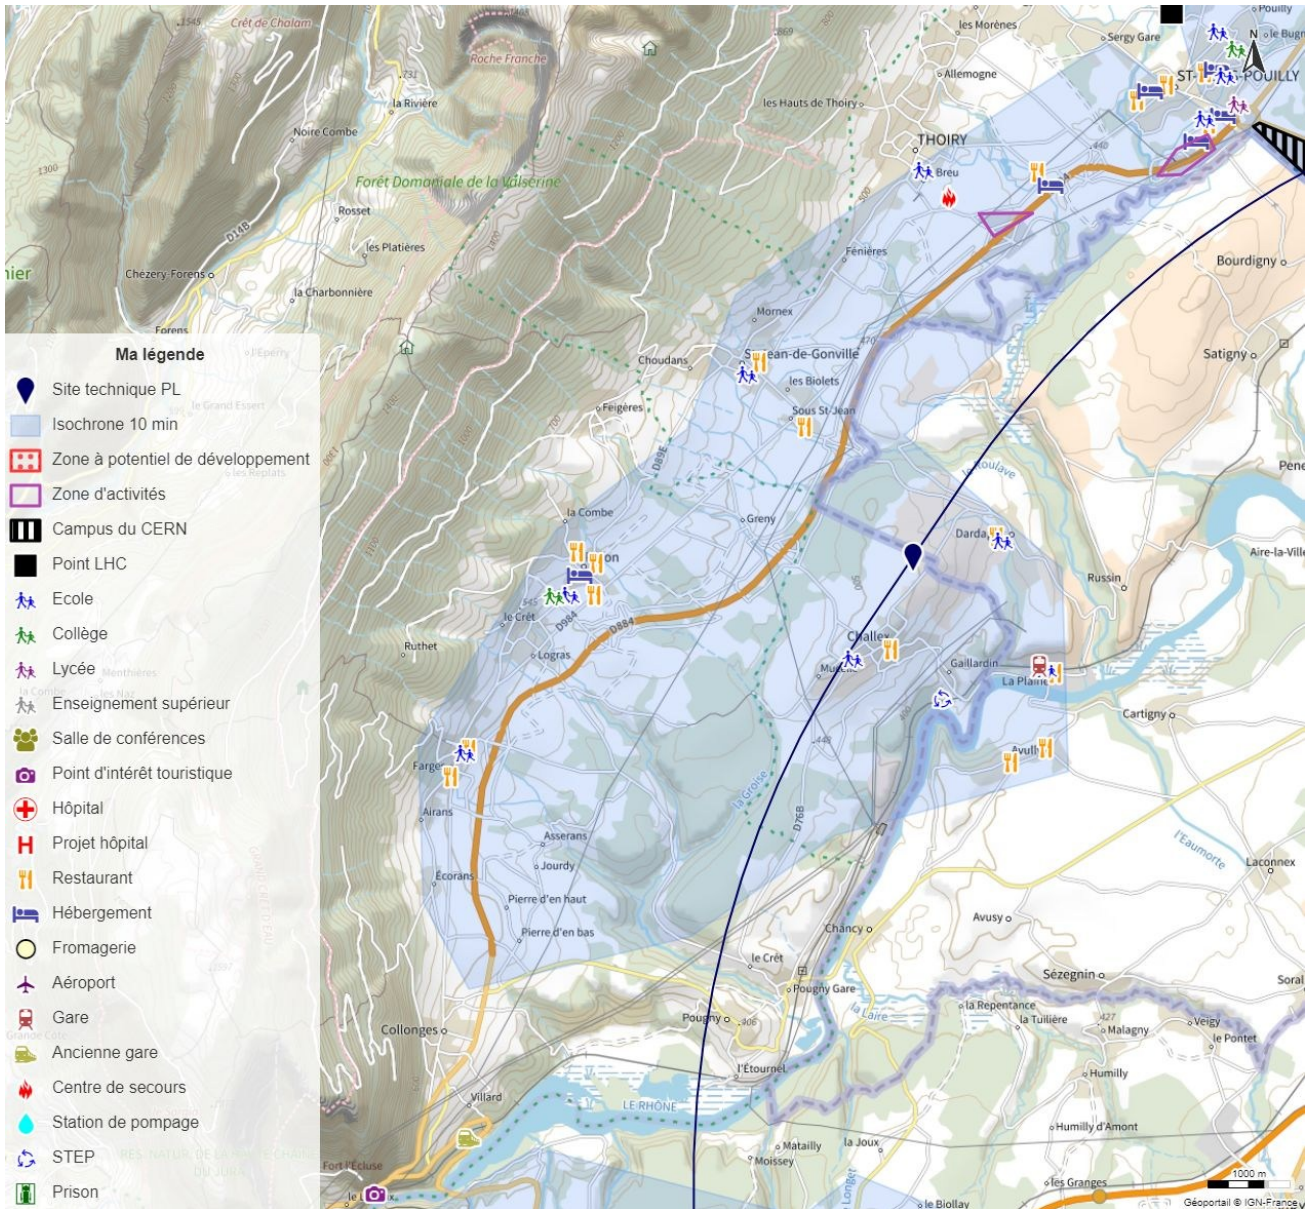 Crêt de Chalam
Roche Franche
la Rivière
Noire Combe
Forêt Domaniale de la Valserine
Rosset
D14B
les Platières
Chezery-Forens
la Charbonnière
Forens
les Morènes
Sergy Gare
Pouilly
N
Allemogne
les Hauts de Thoiry
THOIRY
Breu
Fénières
Bourdigny
Mornex
Choudans
les Biolets
Satigny
Feigères
Sous St-Jean
D89E
la Combe
Greny
Russin
le Crêt
D984
D884
Logras
Ruthet
Challex
Gaillardin
La Plaine
Cartigny
Avully
la Groise
D76B
Airans
Asserans
Jourdy
Écorans
Pierre d'en haut
Pierre d'en bas
l'Eaumorte
Laconnex
Avusy
Chancy
le Crêt
Sézegnin
Pougny Gare
la Laire
la Repentance
la Tuilière
Malagny
Veigy
le Pontet
Collonges
Pougny
l'Étournel
Humilly
Villard
LE RHÔNE
Humilly d'Amont
Matailly
la Joux
Moissey
Fort l'Écluse
les Granges
le Biollay
Ma légende
Site technique PL
Isochrone 10 min
Zone à potentiel de développement
Zone d'activités
Campus du CERN
Point LHC
Ecole
Collège
Lycée
Enseignement supérieur
Salle de conférences
Point d'intérêt touristique
Hôpital
Projet hôpital
Restaurant
Hébergement
Fromagerie
Aéroport
Gare
Ancienne gare
Centre de secours
Station de pompage
STEP
Prison
1000 m
Géoportail © IGN-France